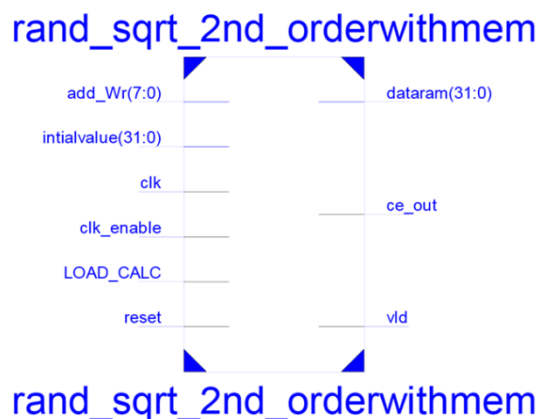 rand_sqrt_2nd_orderwithmem
add_Wr(7:0)
dataram(31:0)
intialvalue(31:0)
clk
ce_out
clk_enable
LOAD_CALC
reset
vld
rand_sqrt_2nd_orderwithmem